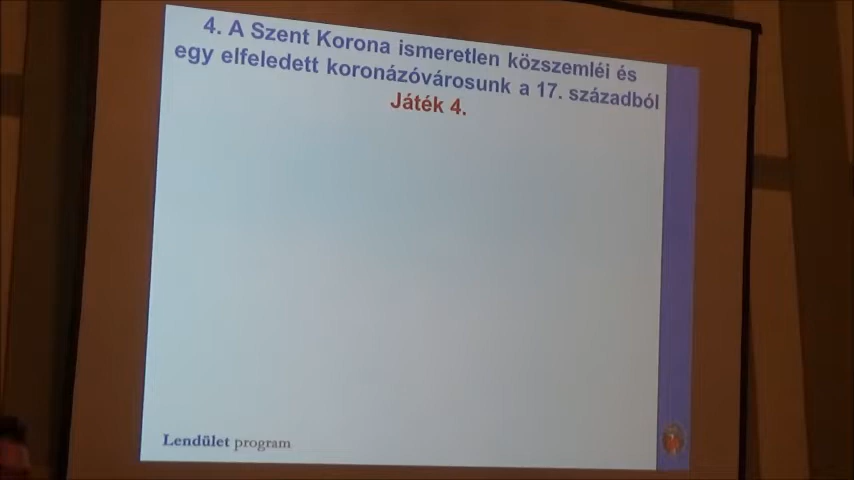 4. A Szent Korona ismeretlen közszemléi és
egy elfeledett koronázóvárosunk a 17. századból
Játék 4.
Lendület program